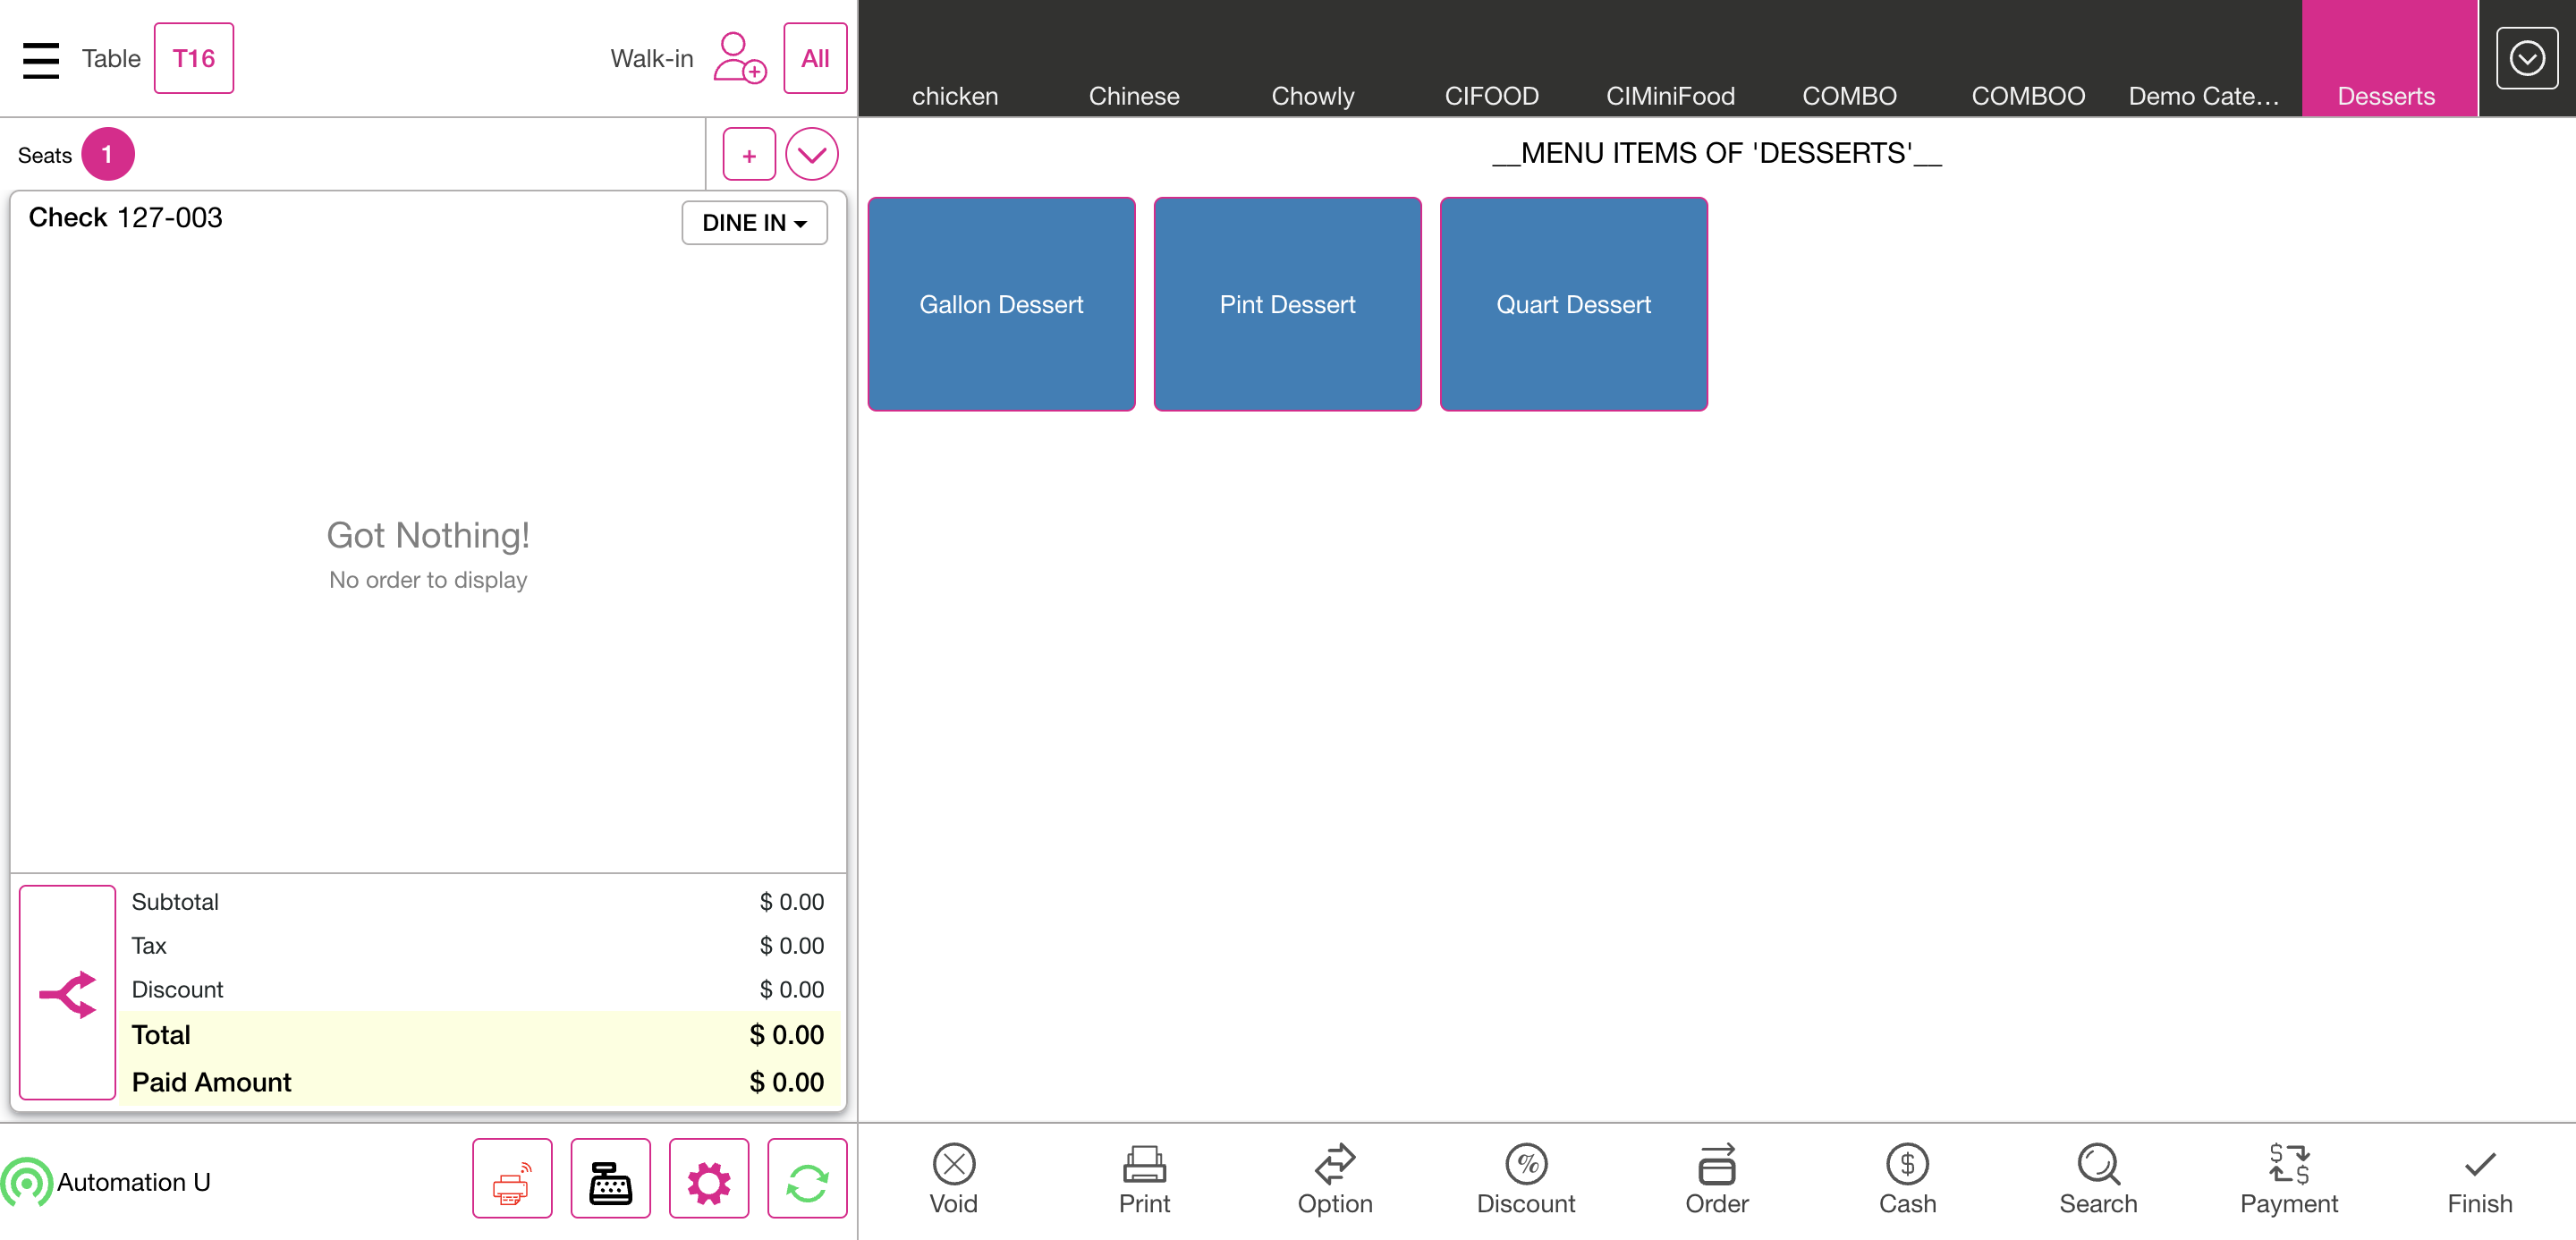 Table T16 Walk-in All
chicken Chinese Chowly CIFOOD CIMiniFood COMBO COMBOO Demo Cate... Desserts
Seats 1 +
__MENU ITEMS OF 'DESSERTS'__
Check 127-003 DINE IN
Gallon Dessert Pint Dessert Quart Dessert
Got Nothing!
No order to display
Subtotal $ 0.00
Tax $ 0.00
Discount $ 0.00
Total $ 0.00
Paid Amount $ 0.00
Automation U
Void Print Option Discount Order Cash Search Payment Finish